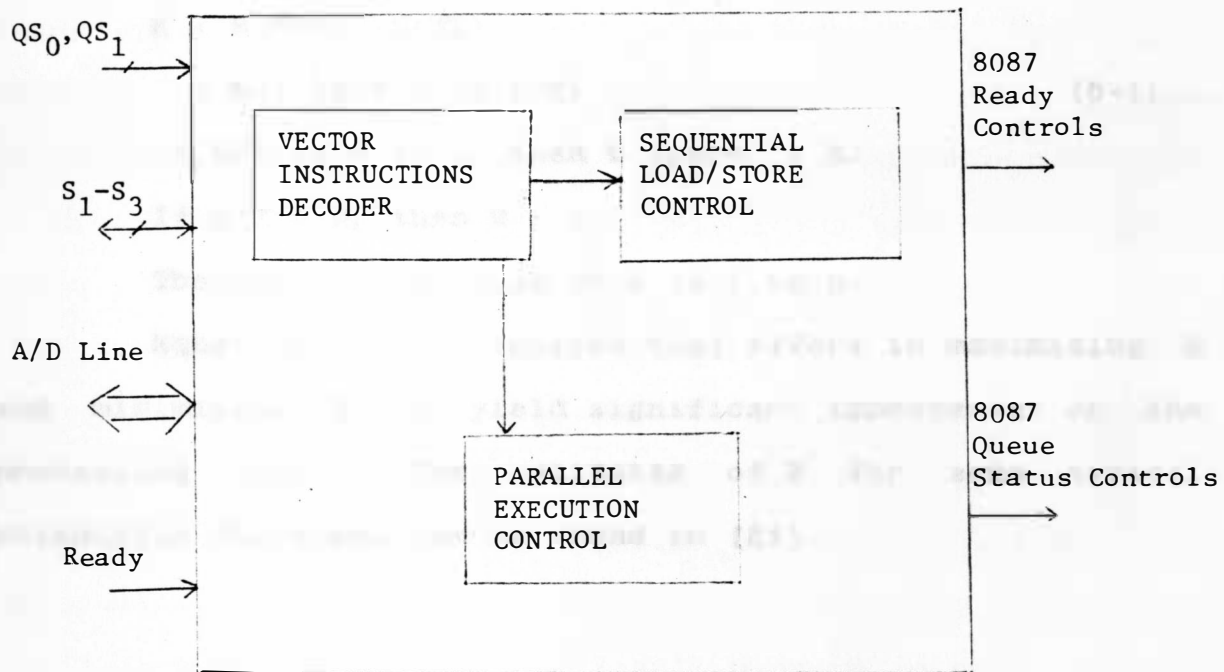 QS0,QS1
8087
Ready
Controls
VECTOR
INSTRUCTIONS
DECODER
SEQUENTIAL
LOAD/STORE
CONTROL
S1-S3
A/D Line
8087
Queue
Status Controls
PARALLEL
EXECUTION
CONTROL
Ready